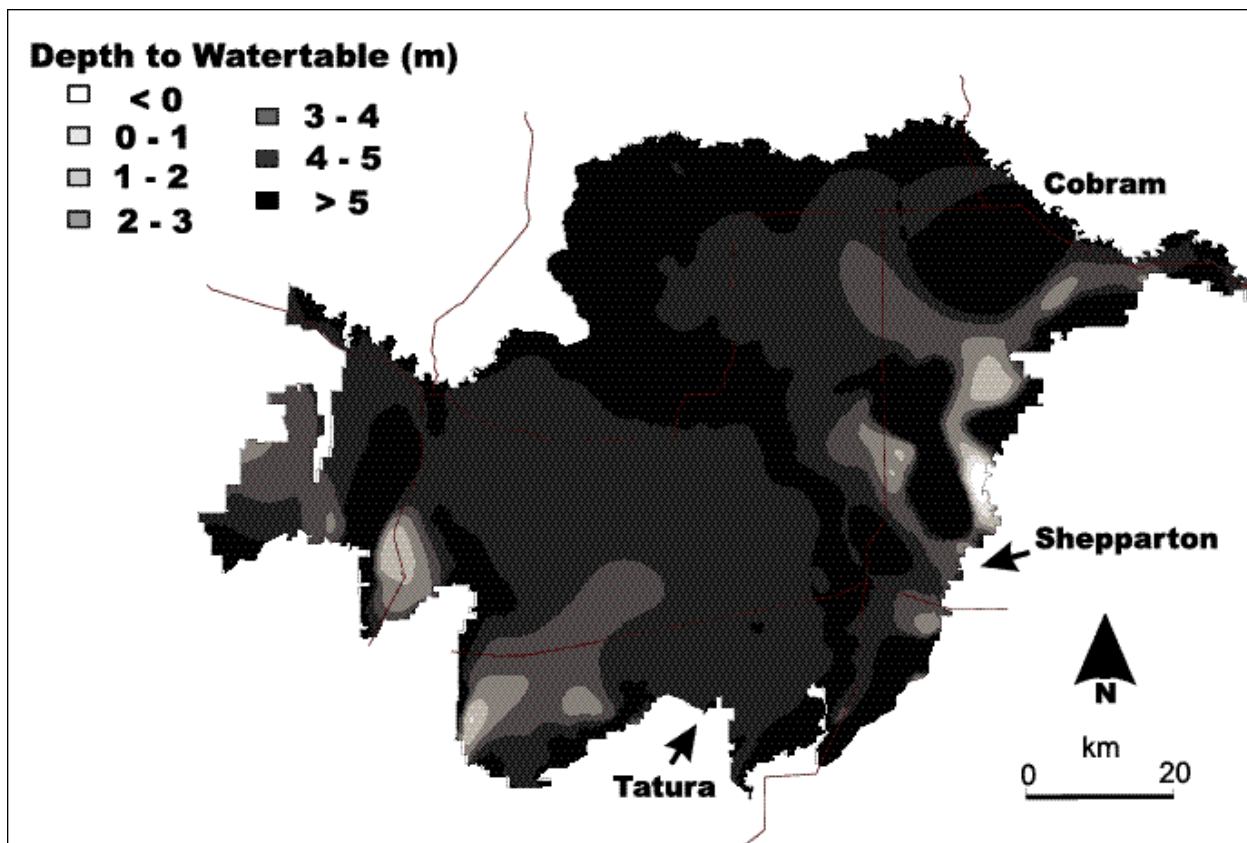 Depth to Watertable (m)
< 0
0 - 1
1 - 2
2 - 3
3 - 4
4 - 5
> 5
Cobram
Shepparton
Tatura
N
km
0 20